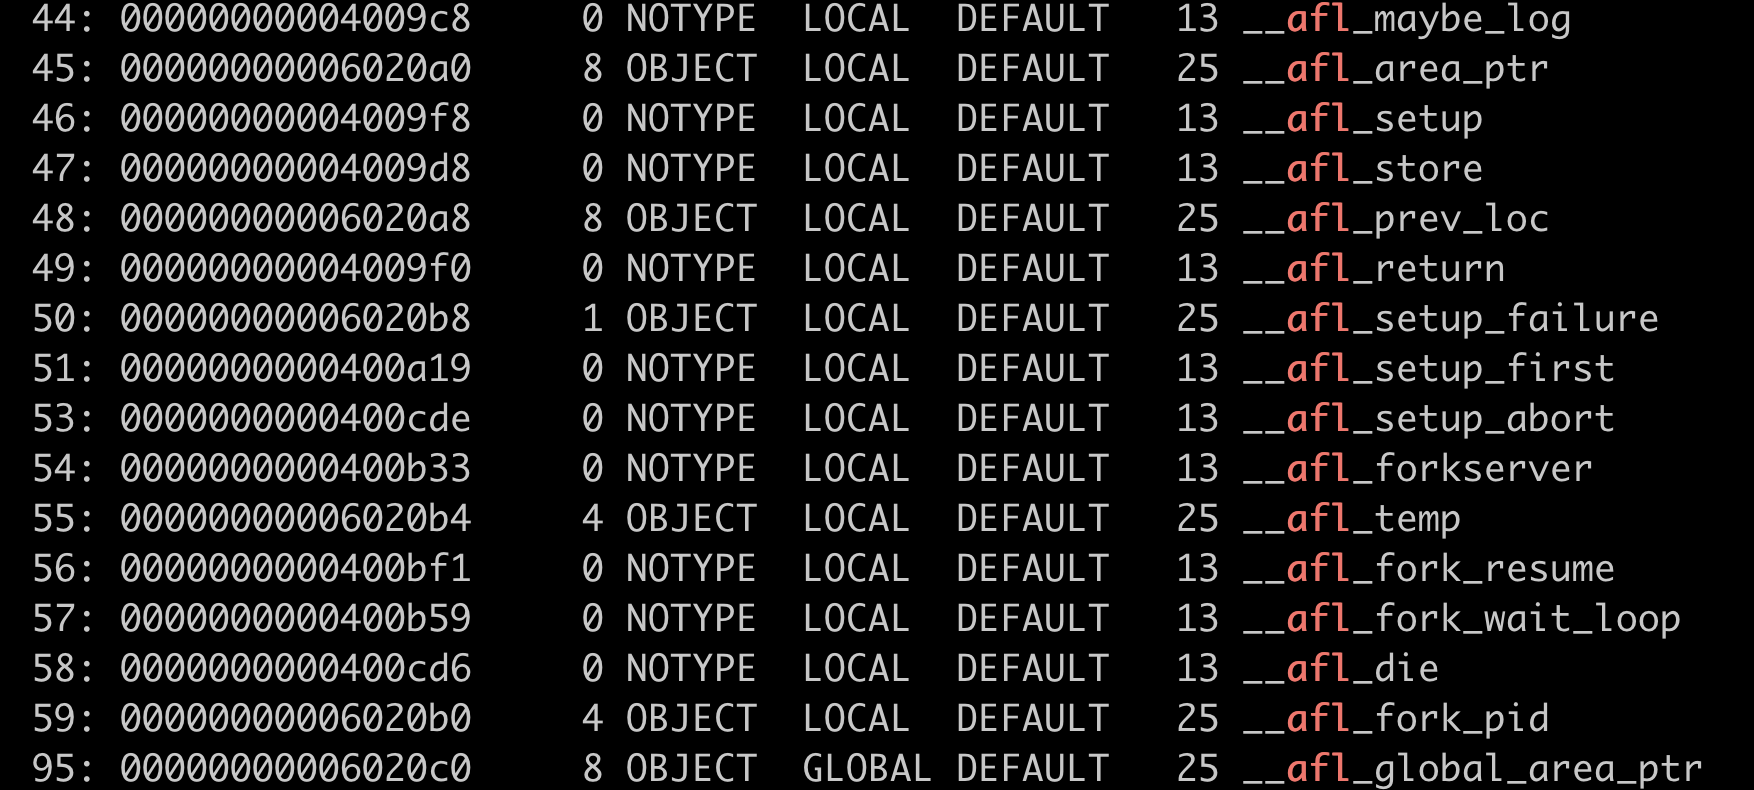 44: 00000000004009c8 0 NOTYPE LOCAL DEFAULT 13 __afl_maybe_log
45: 00000000006020a0 8 OBJECT LOCAL DEFAULT 25 __afl_area_ptr
46: 00000000004009f8 0 NOTYPE LOCAL DEFAULT 13 __afl_setup
47: 00000000004009d8 0 NOTYPE LOCAL DEFAULT 13 __afl_store
48: 00000000006020a8 8 OBJECT LOCAL DEFAULT 25 __afl_prev_loc
49: 00000000004009f0 0 NOTYPE LOCAL DEFAULT 13 __afl_return
50: 00000000006020b8 1 OBJECT LOCAL DEFAULT 25 __afl_setup_failure
51: 0000000000400a19 0 NOTYPE LOCAL DEFAULT 13 __afl_setup_first
53: 0000000000400cde 0 NOTYPE LOCAL DEFAULT 13 __afl_setup_abort
54: 0000000000400b33 0 NOTYPE LOCAL DEFAULT 13 __afl_forkserver
55: 00000000006020b4 4 OBJECT LOCAL DEFAULT 25 __afl_temp
56: 0000000000400bf1 0 NOTYPE LOCAL DEFAULT 13 __afl_fork_resume
57: 0000000000400b59 0 NOTYPE LOCAL DEFAULT 13 __afl_fork_wait_loop
58: 0000000000400cd6 0 NOTYPE LOCAL DEFAULT 13 __afl_die
59: 00000000006020b0 4 OBJECT LOCAL DEFAULT 25 __afl_fork_pid
95: 00000000006020c0 8 OBJECT GLOBAL DEFAULT 25 __afl_global_area_ptr